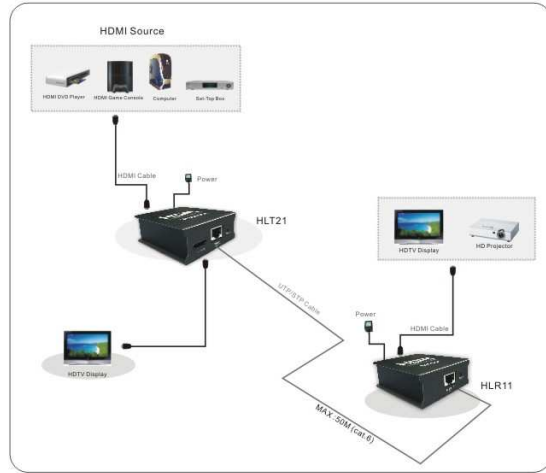 HDMI Source
HDMI DVD Player
HDMI Game Console
Computer
Set-Top Box
HDMI Cable
Power
HLT21
HDTV Display
HD Projector
UTP/STP Cable
Power
HDMI Cable
HDTV Display
HLR11
MAX .50M (cat.6)